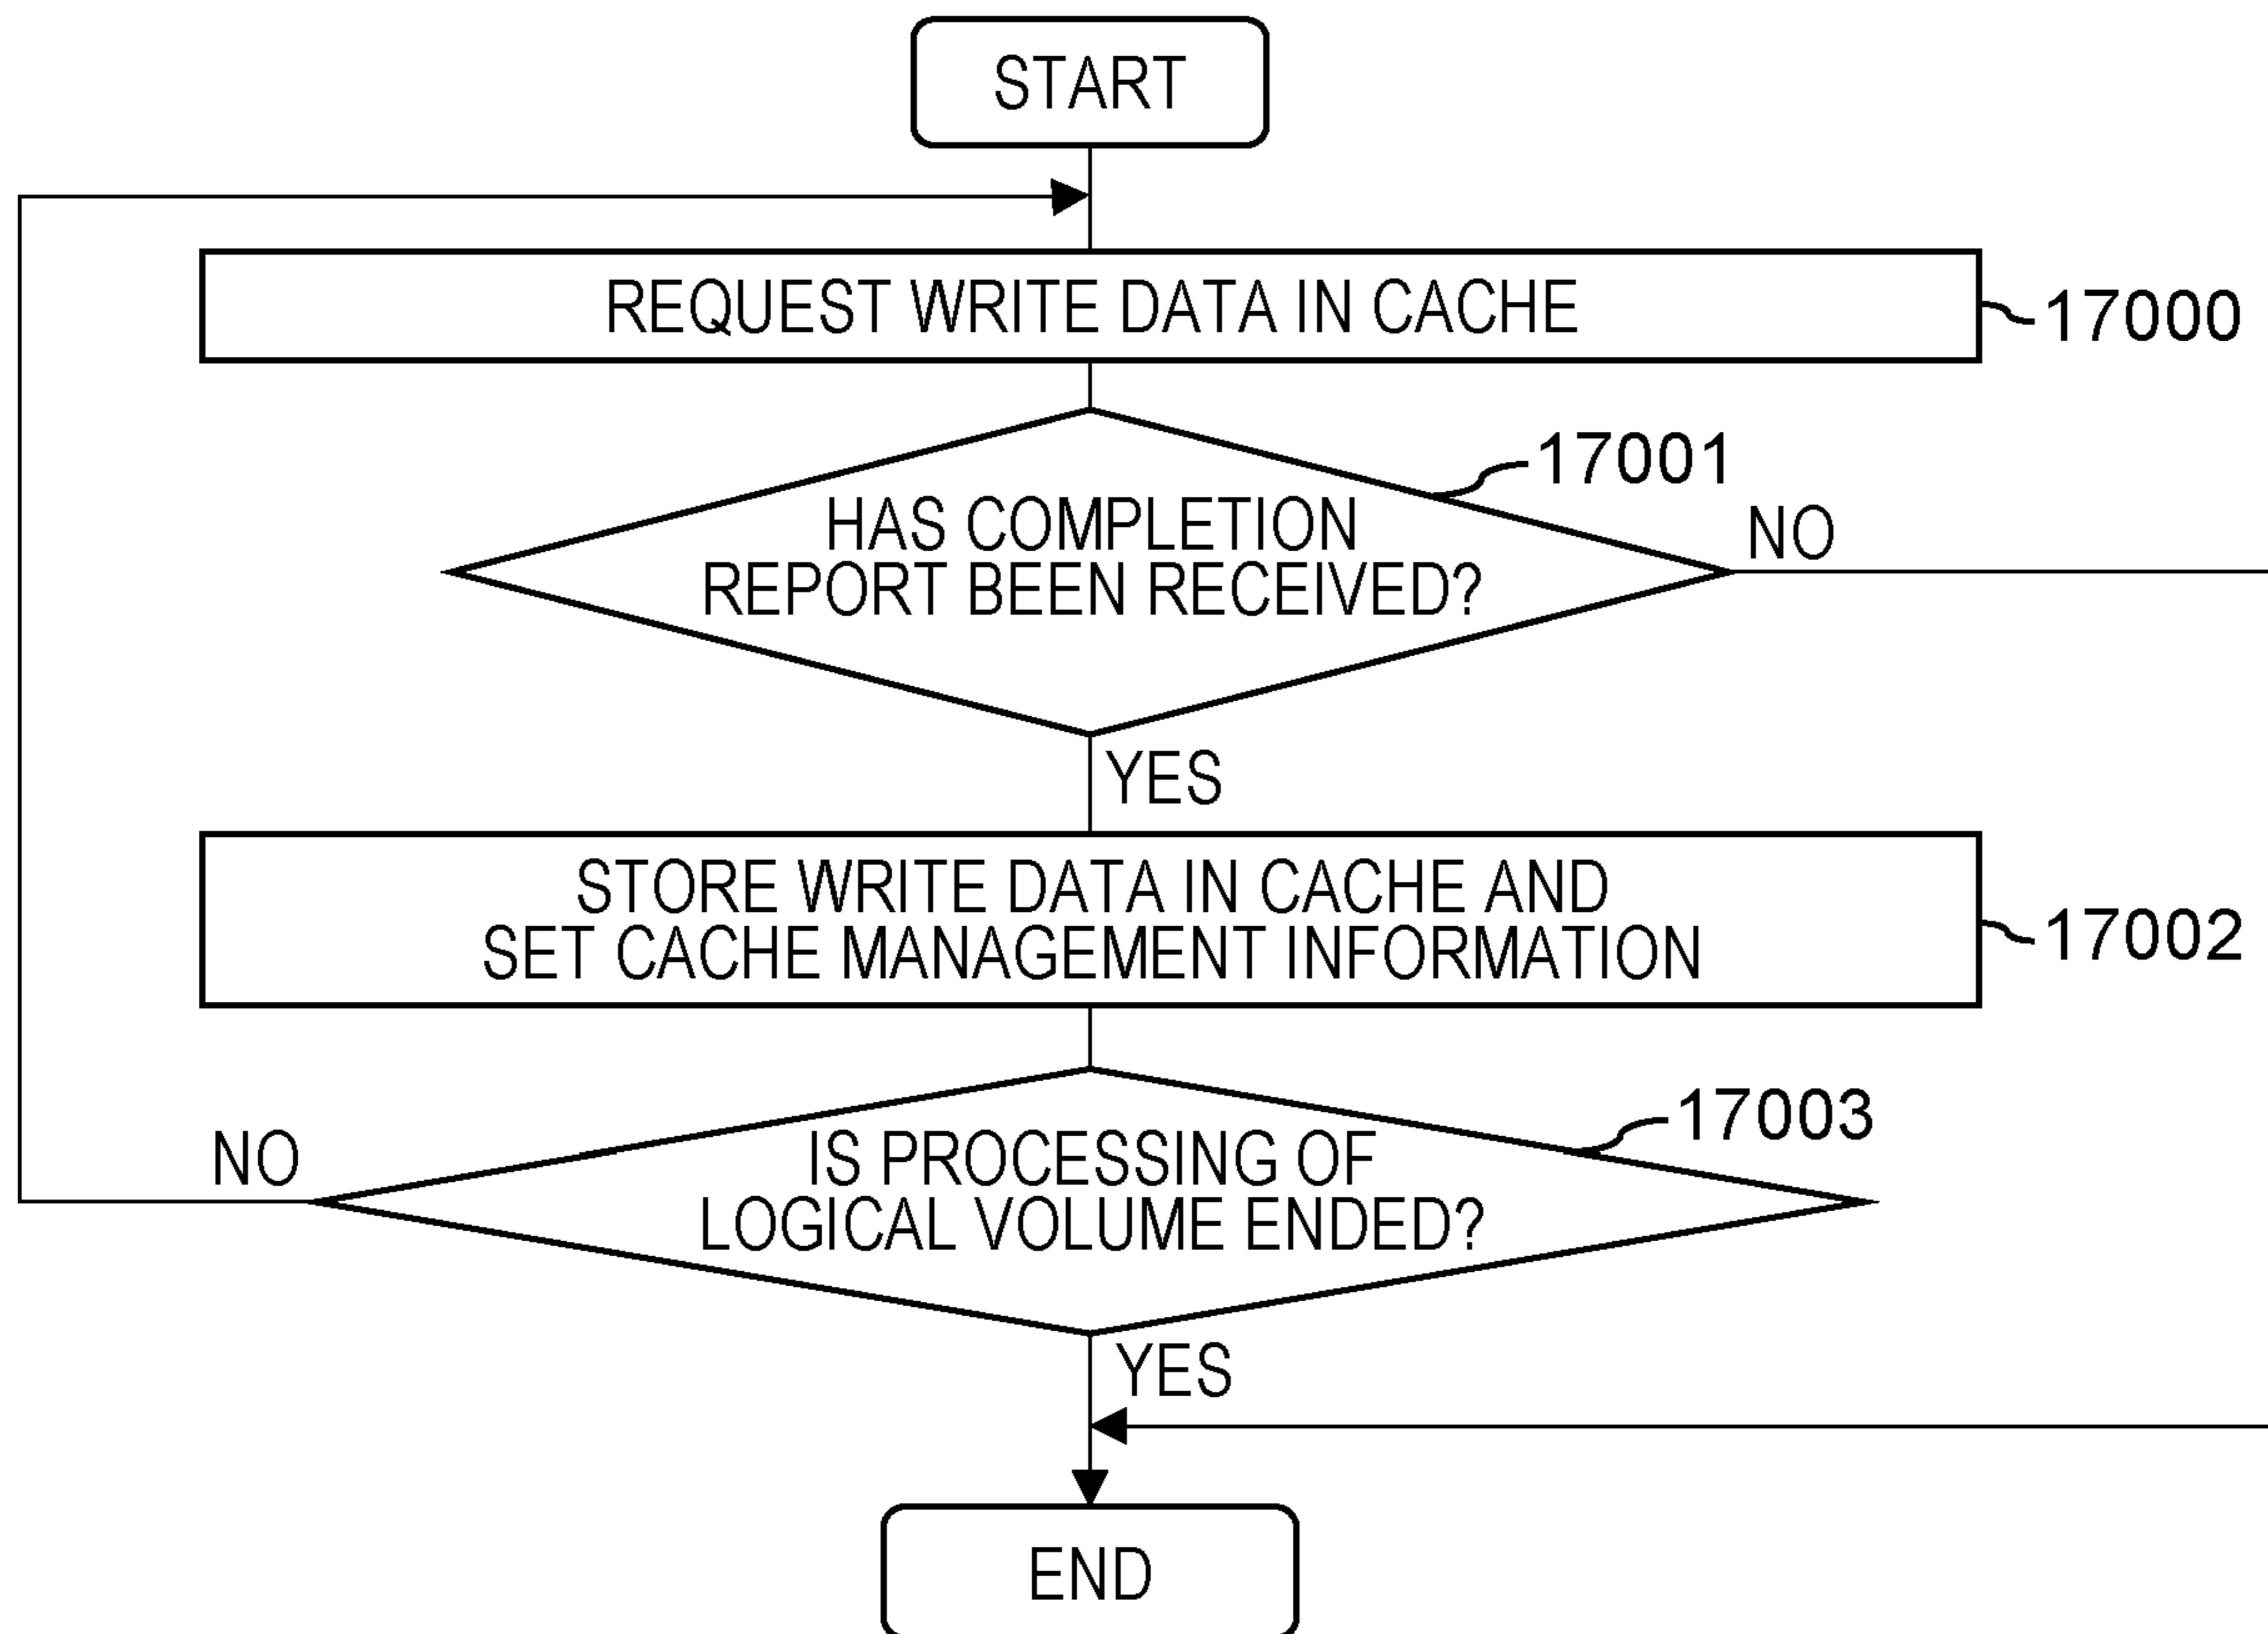 START
REQUEST WRITE DATA IN CACHE
17000
17001
HAS COMPLETION
REPORT BEEN RECEIVED?
NO
YES
STORE WRITE DATA IN CACHE AND
SET CACHE MANAGEMENT INFORMATION
17002
17003
NO
IS PROCESSING OF
LOGICAL VOLUME ENDED?
YES
END